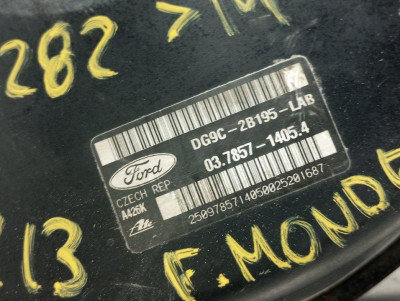 282 >
DG9C-2B195-LAB
03.7857-1405.4
Ford
CZECH REP
A426K
2509785714050025201687
13
F. MONDE